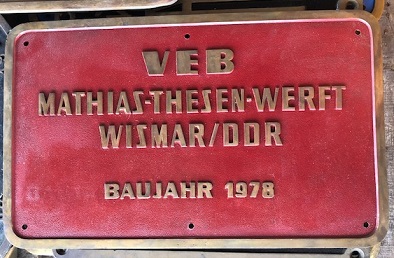 VEB
MATHIAS-THESEN-WERFT
WISMAR/DDR
BAUJAHR 1978